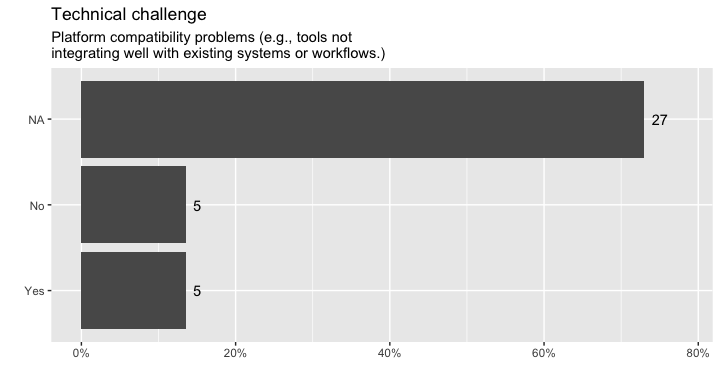 Technical challenge
Platform compatibility problems (e.g., tools not
integrating well with existing systems or workflows.)
NA
27
No
5
Yes
5
0%
20%
40%
60%
80%